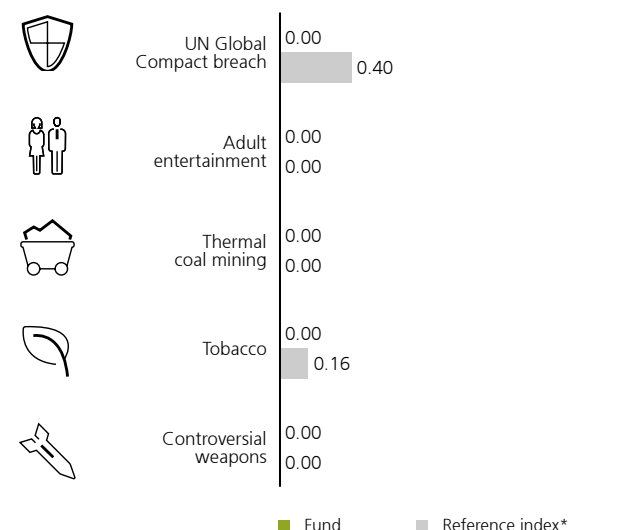 UN Global
Compact breach
0.00
0.40
Adult
entertainment
0.00
0.00
Thermal
coal mining
0.00
0.00
Tobacco
0.00
0.16
Controversial
weapons
0.00
0.00
Fund
Reference index*